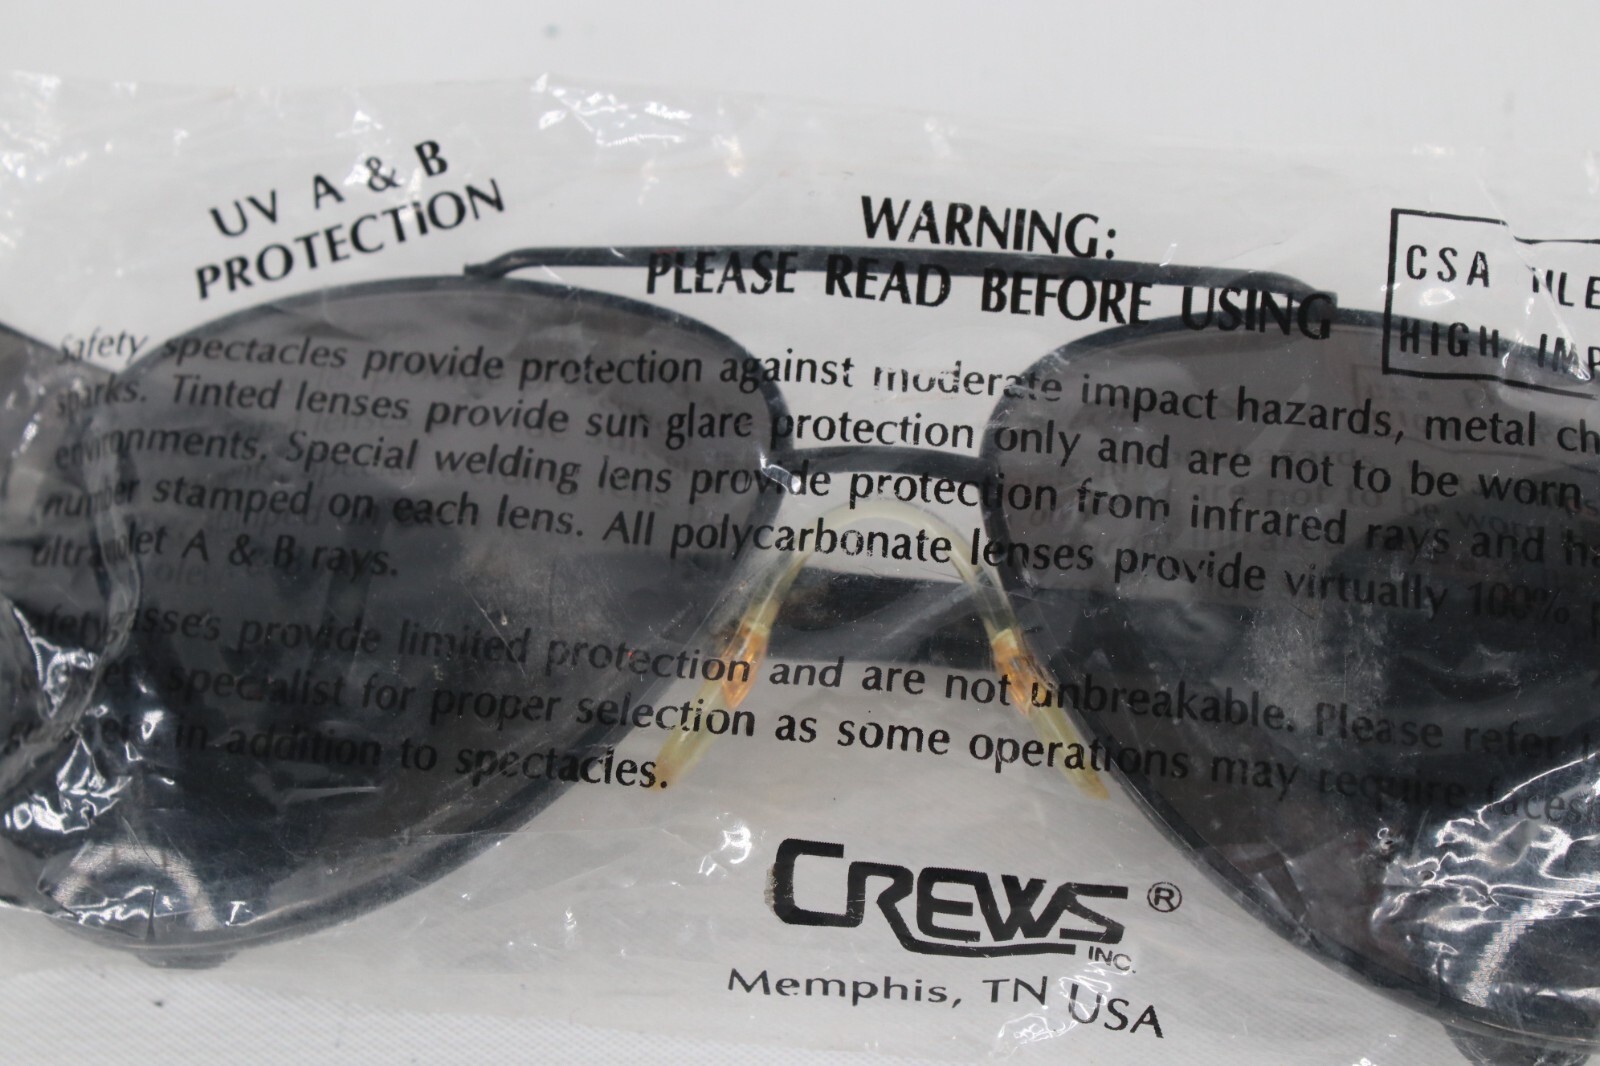 UV A & B
PROTECTION
WARNING:
PLEASE READ BEFORE USING
CSA
HIGH
Safety spectacles provide protection against moderate impact hazards, metal ch
sparks. Tinted lenses provide sun glare protection only and are not to be worn
environments. Special welding lens provide protection from infrared rays and ha
number stamped on each lens. All polycarbonate lenses provide virtually 100%
ultraviolet A & B rays.
provide limited protection and are not unbreakable. Please refer
specialist for proper selection as some operations may require faces
in addition to spectacles.
CREWS ®
INC.
Memphis, TN USA